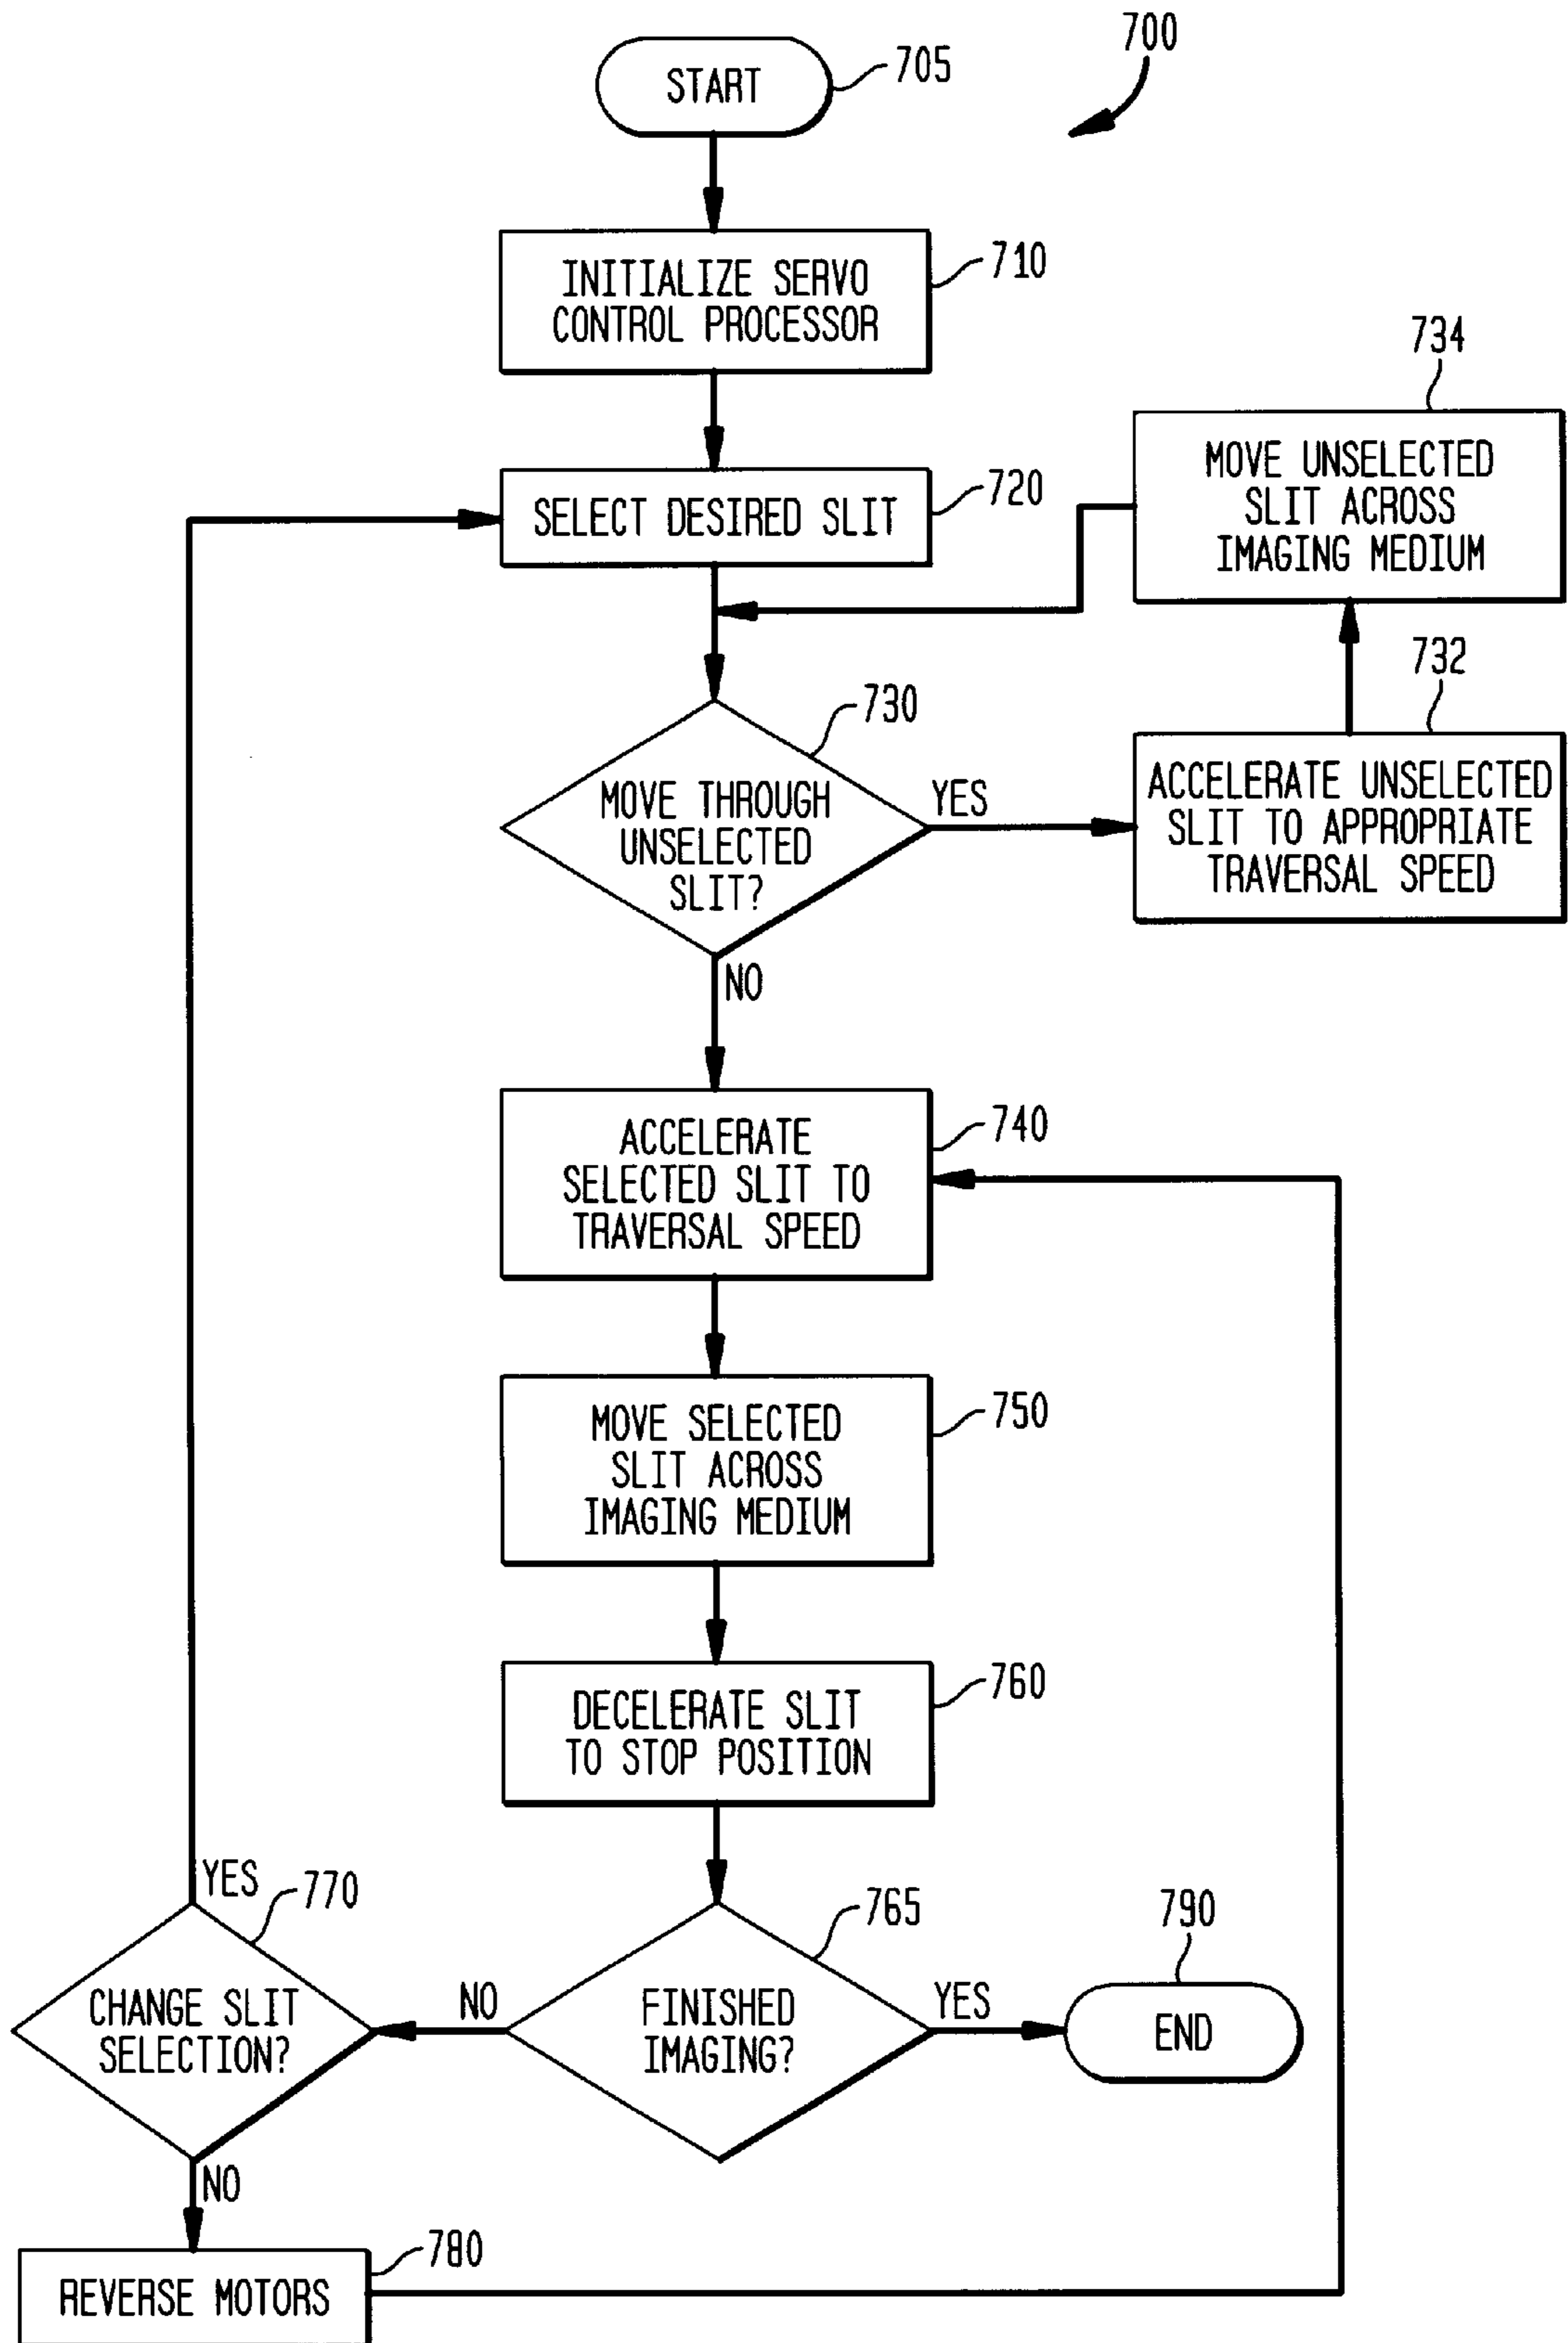 700
START
705
INITIALIZE SERVO
CONTROL PROCESSOR
710
SELECT DESIRED SLIT
720
734
MOVE UNSELECTED
SLIT ACROSS
IMAGING MEDIUM
732
ACCELERATE UNSELECTED
SLIT TO APPROPRIATE
TRAVERSAL SPEED
730
MOVE THROUGH
UNSELECTED
SLIT?
YES
NO
ACCELERATE
SELECTED SLIT TO
TRAVERSAL SPEED
740
MOVE SELECTED
SLIT ACROSS
IMAGING MEDIUM
750
DECELERATE SLIT
TO STOP POSITION
760
765
FINISHED
IMAGING?
YES
790
END
NO
YES
770
CHANGE SLIT
SELECTION?
NO
780
REVERSE MOTORS